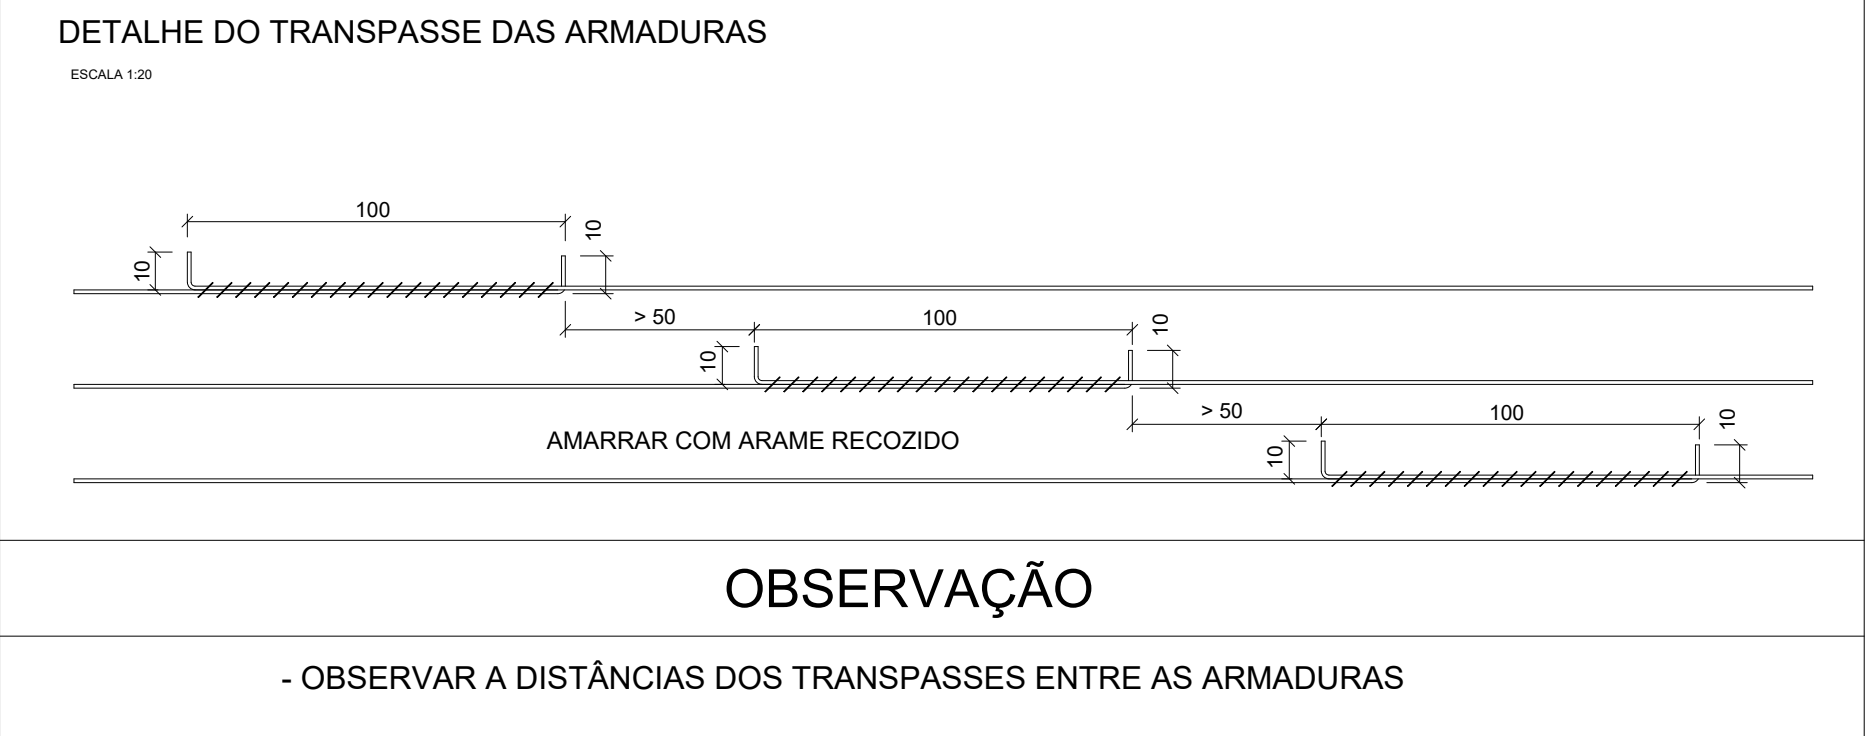 DETALHE DO TRANSPASSE DAS ARMADURAS
ESCALA 1:20
100
10
10
> 50
100
10
10
> 50
100
10
10
AMARRAR COM ARAME RECOZIDO
OBSERVAÇÃO
- OBSERVAR A DISTÂNCIAS DOS TRANSPASSES ENTRE AS ARMADURAS